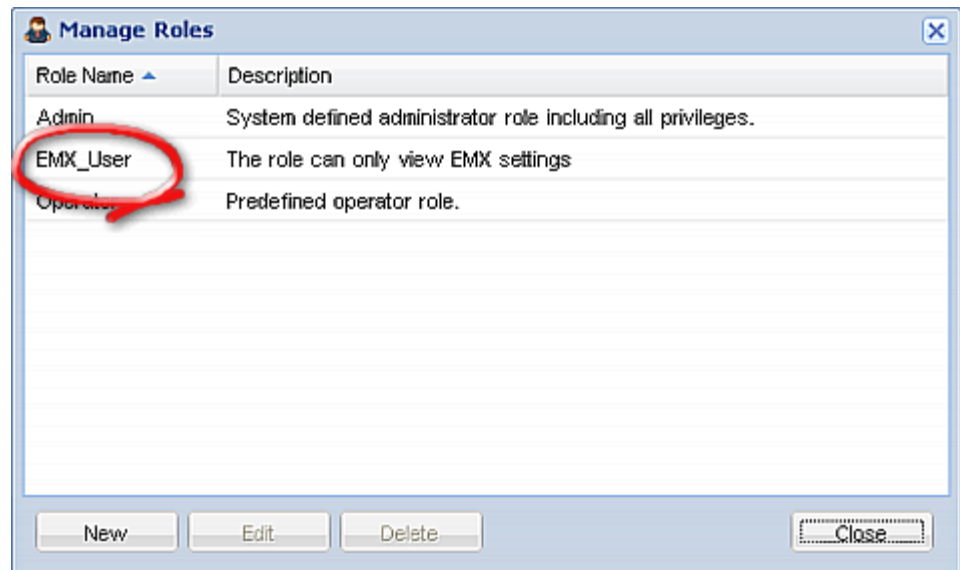 Manage Roles
Role Name Description
Admin System defined administrator role including all privileges.
EMX_User The role can only view EMX settings
Operator Predefined operator role.
New Edit Delete Close